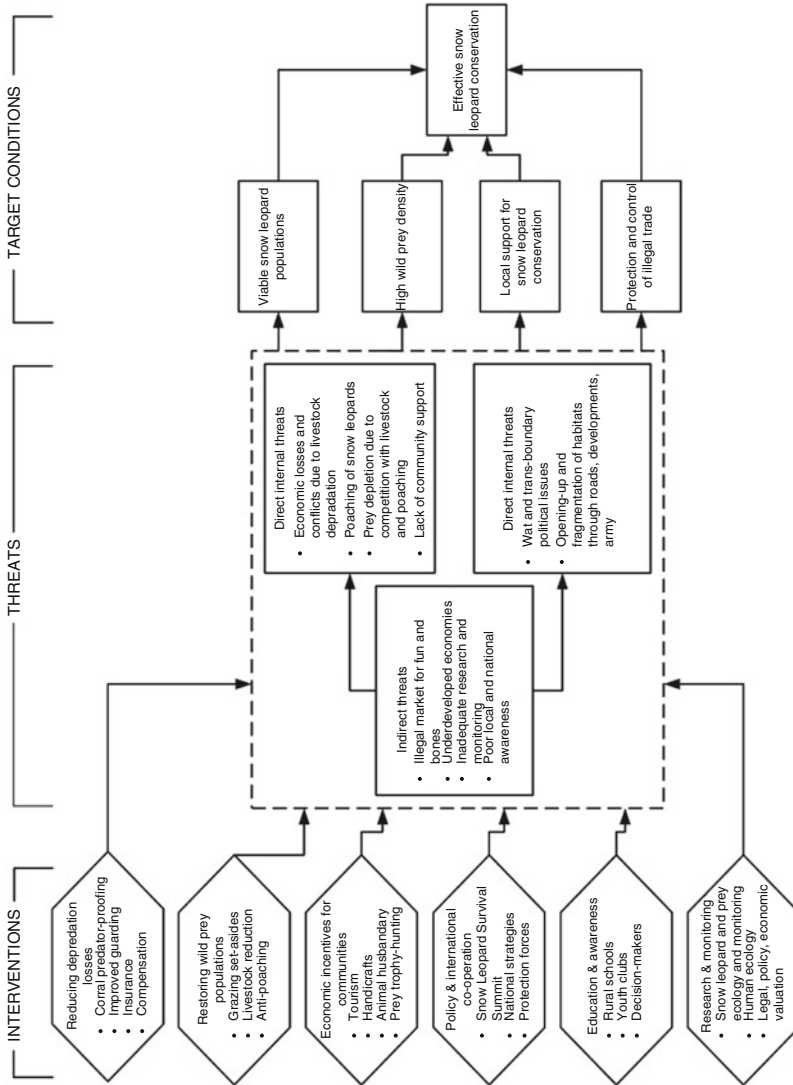 INTERVENTIONS
THREATS
TARGET CONDITIONS
Reducing depredation
losses
• Corral predator-proofing
• Improved guarding
• Insurance
• Compensation
Restoring wild prey
populations
• Grazing set-asides
• Livestock reduction
• Anti-poaching
Economic incentives for
communities
• Tourism
• Handicrafts
• Animal husbandary
• Prey trophy-hunting
Policy & international
co-operation
• Snow Leopard Survival
Summit
• National strategies
• Protection forces
Education & awareness
• Rural schools
• Youth clubs
• Decision-makers
Research & monitoring
• Snow leopard and prey
ecology and monitoring
• Human ecology
• Legal, policy, economic
valuation
Indirect threats
• Illegal market for fun and
bones
• Underdeveloped economies
• Inadequate research and
monitoring
• Poor local and national
awareness
Direct internal threats
• Economic losses and
conflicts due to livestock
depradation
• Poaching of snow leopards
• Prey depletion due to
competition with livestock
and poaching
• Lack of community support
Direct internal threats
• Wat and trans-boundary
political issues
• Opening-up and
fragmentation of habitats
through roads, developments,
army
Viable snow leopard
populations
High wild prey density
Local support for
snow leopard
conservation
Protection and control
of illegal trade
Effective snow
leopard conservation